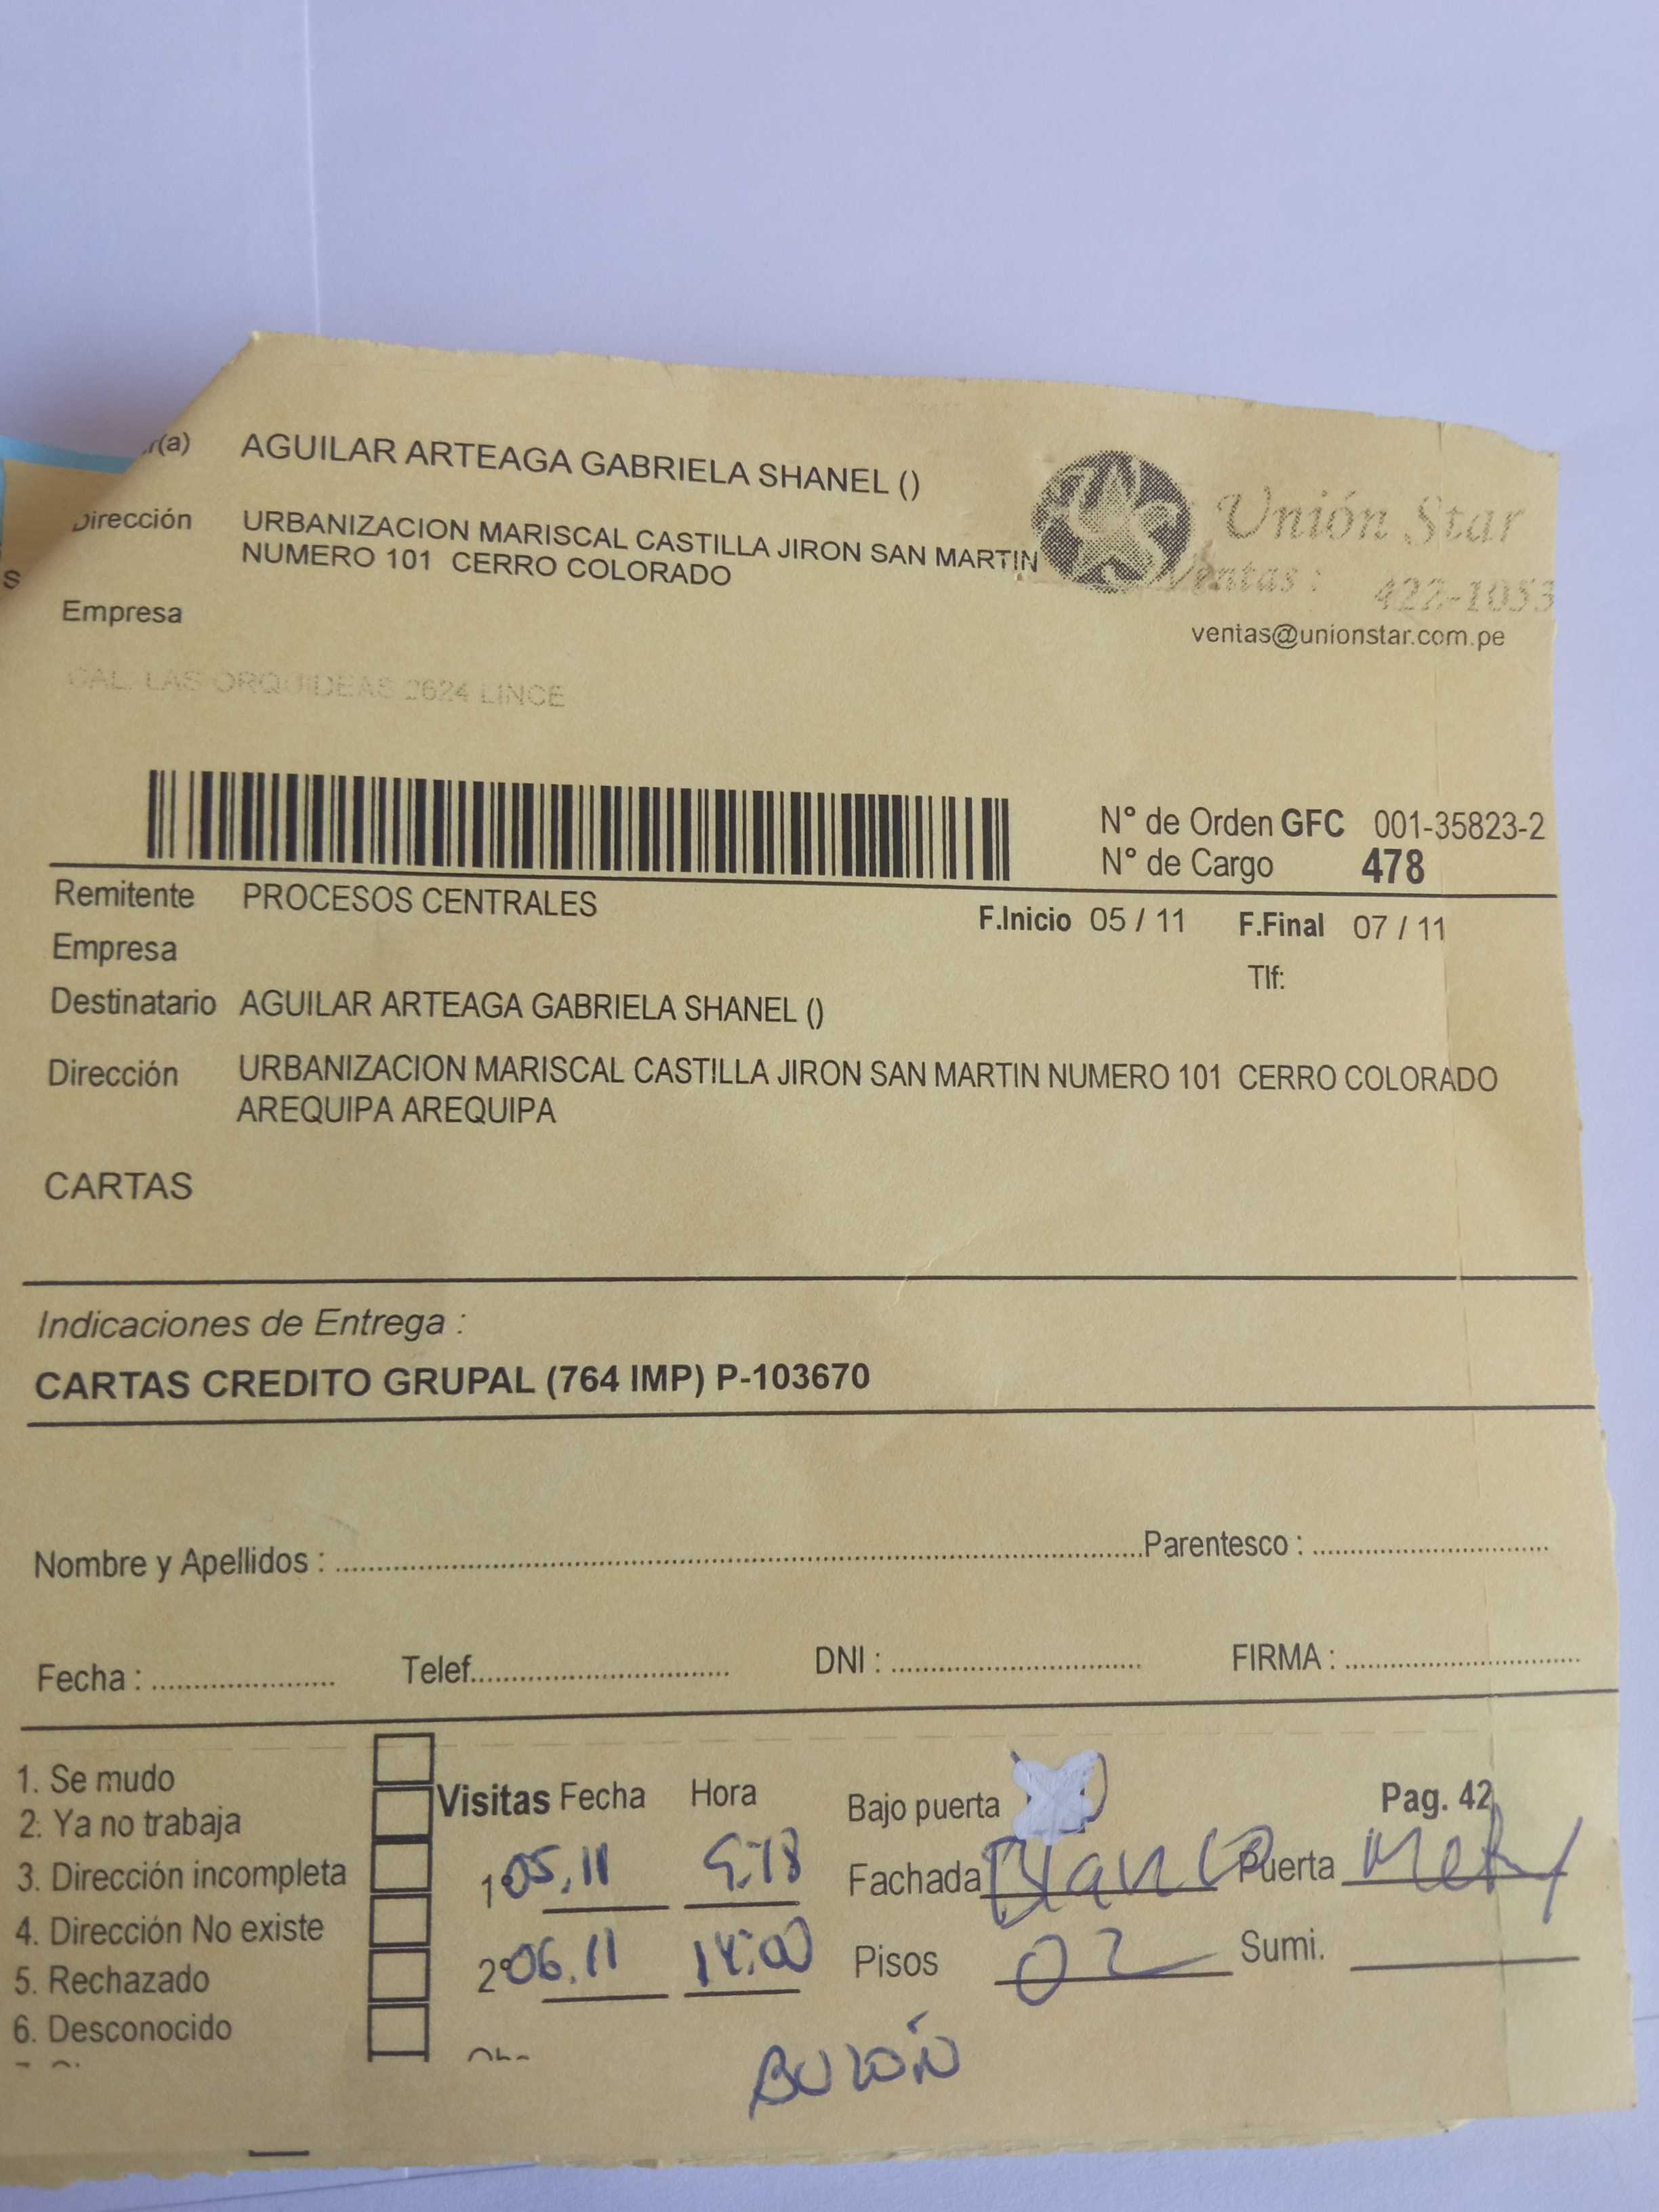 r(a) AGUILAR ARTEAGA GABRIELA SHANEL ()
Dirección URBANIZACION MARISCAL CASTILLA JIRON SAN MARTIN
NUMERO 101 CERRO COLORADO
Unión Star
Ventas : 422-1053
ventas@unionstar.com.pe
S
Empresa
CAL. LAS ORQUIDEAS 2624 LINCE
N° de Orden GFC 001-35823-2
N° de Cargo 478
Remitente PROCESOS CENTRALES
F.Inicio 05 / 11 F.Final 07 / 11
Empresa
Tlf:
Destinatario AGUILAR ARTEAGA GABRIELA SHANEL ()
Dirección URBANIZACION MARISCAL CASTILLA JIRON SAN MARTIN NUMERO 101 CERRO COLORADO
AREQUIPA AREQUIPA
CARTAS
Indicaciones de Entrega :
CARTAS CREDITO GRUPAL (764 IMP) P-103670
Nombre y Apellidos : Parentesco :
Fecha : Telef. DNI : FIRMA :
1. Se mudo
2. Ya no trabaja
3. Dirección incompleta
4. Dirección No existe
5. Rechazado
6. Desconocido
Visitas Fecha Hora
1º 05.11
2º 06.11 14:00
Bajo puerta Pag. 42
Fachada Blanco Puerta Metal
Pisos 02 Sumi.
BUZÓN